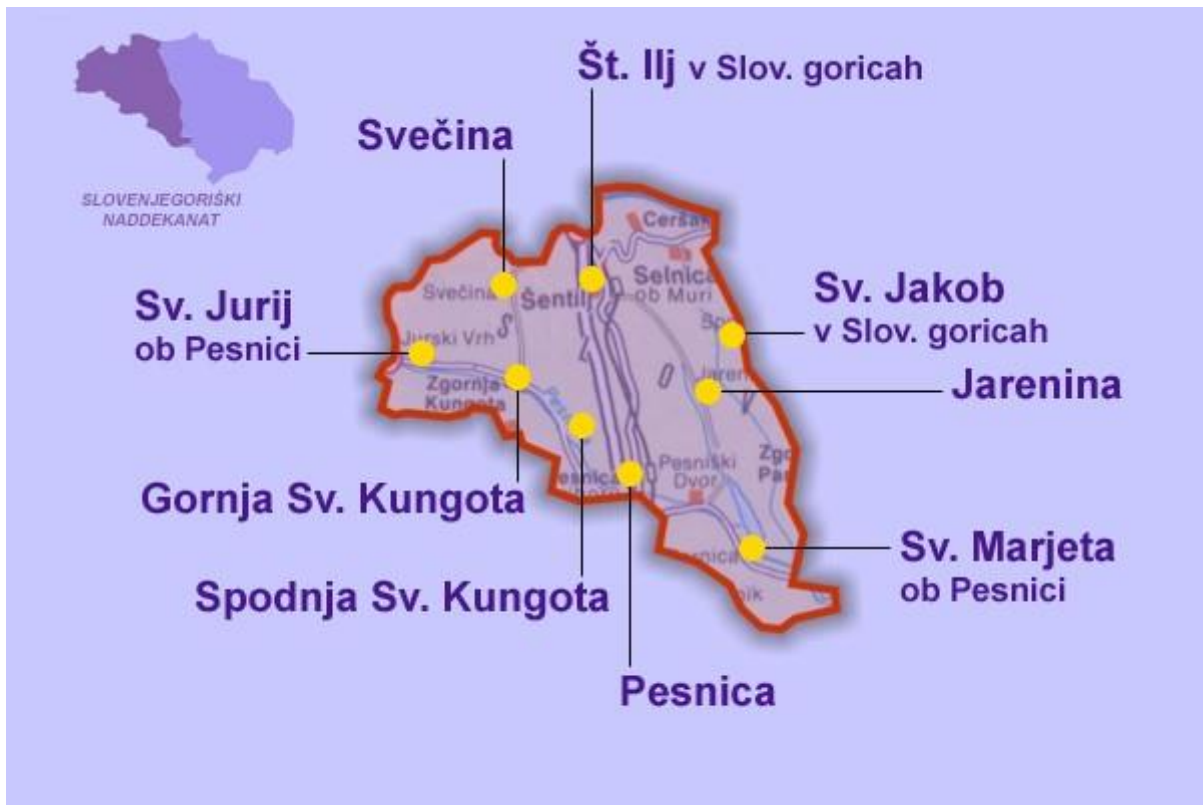 Št. Ilj v Slov. goricah
Svečina
SLOVENJEGORIŠKI
NADDEKANAT
Ceršak
Selnica
ob Muri
Svečina
Šentilj
Sv. Jurij
ob Pesnici
Sv. Jakob
v Slov. goricah
Jurski Vrh
Jarenina
Zgornja
Kungota
Pesniški
Dvor
Gornja Sv. Kungota
Sv. Marjeta
ob Pesnici
Spodnja Sv. Kungota
Pesnica